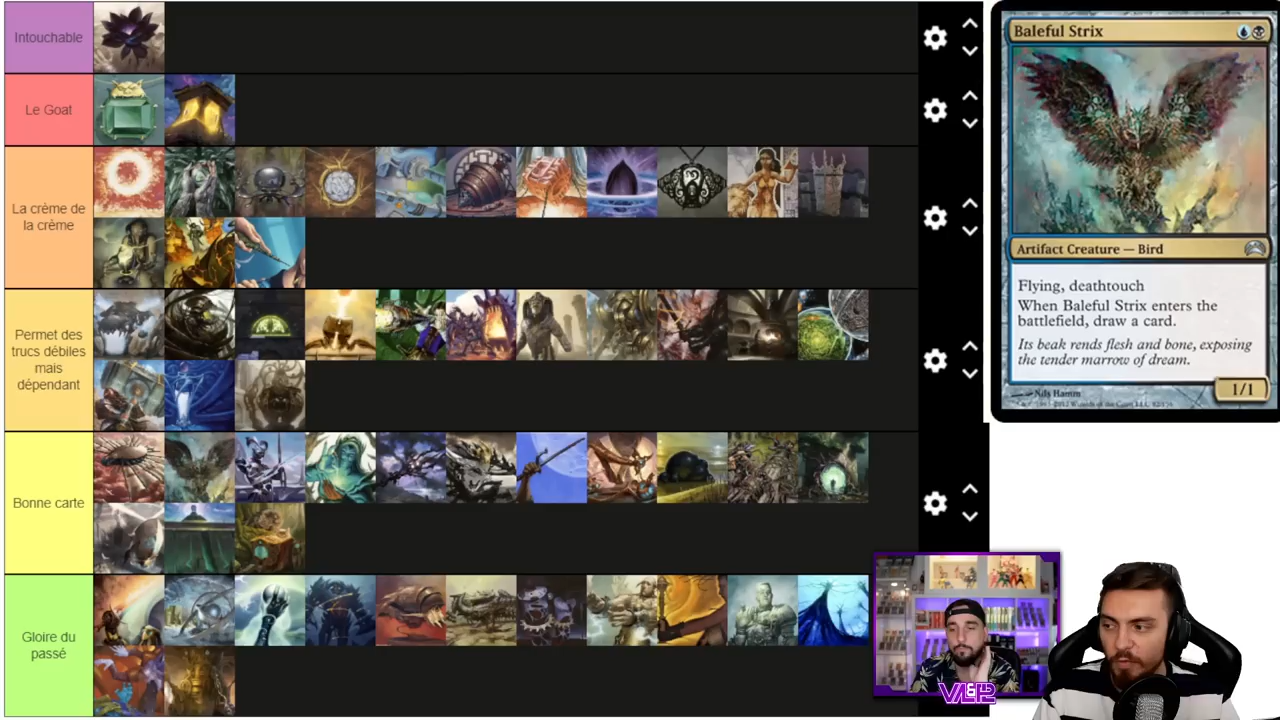 Intouchable
Le Goat
La crème de
la crème
Permet des
trucs débiles
mais
dépendant
Bonne carte
Gloire du
passé
Baleful Strix
Artifact Creature — Bird
Flying, deathtouch
When Baleful Strix enters the
battlefield, draw a card.
Its beak rends flesh and bone, exposing
the tender marrow of dream.
1/1
Nils Hamm